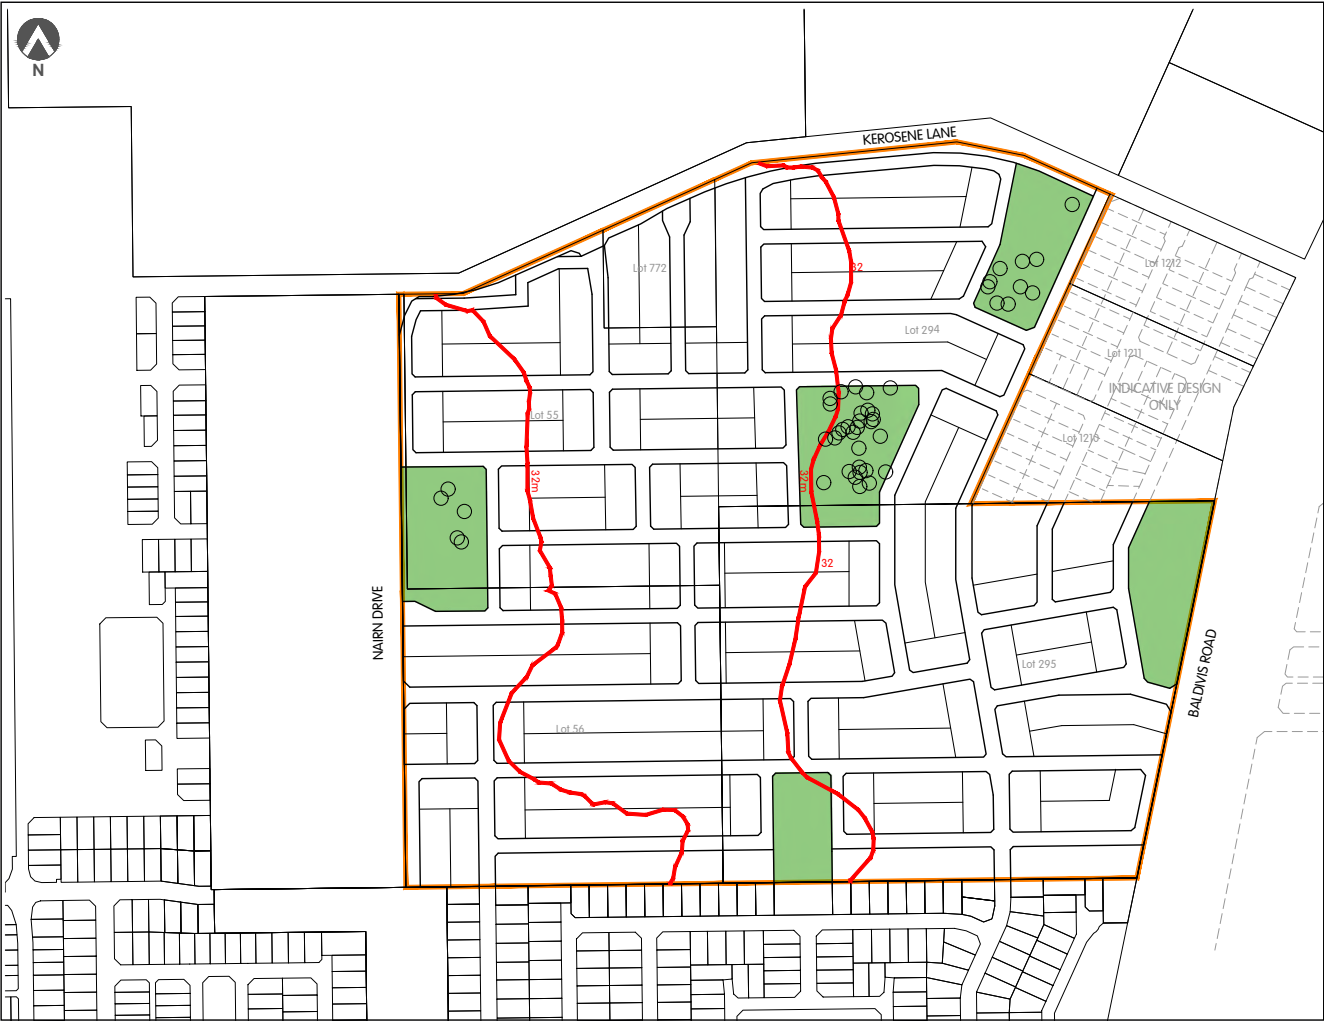 N
KEROSENE LANE
Lot 1212
Lot 772
32
Lot 294
Lot 1211
INDICATIVE DESIGN
ONLY
Lot 55
Lot 1210
32m
32m
32
NAIRN DRIVE
Lot 295
BALDIVIS ROAD
Lot 56